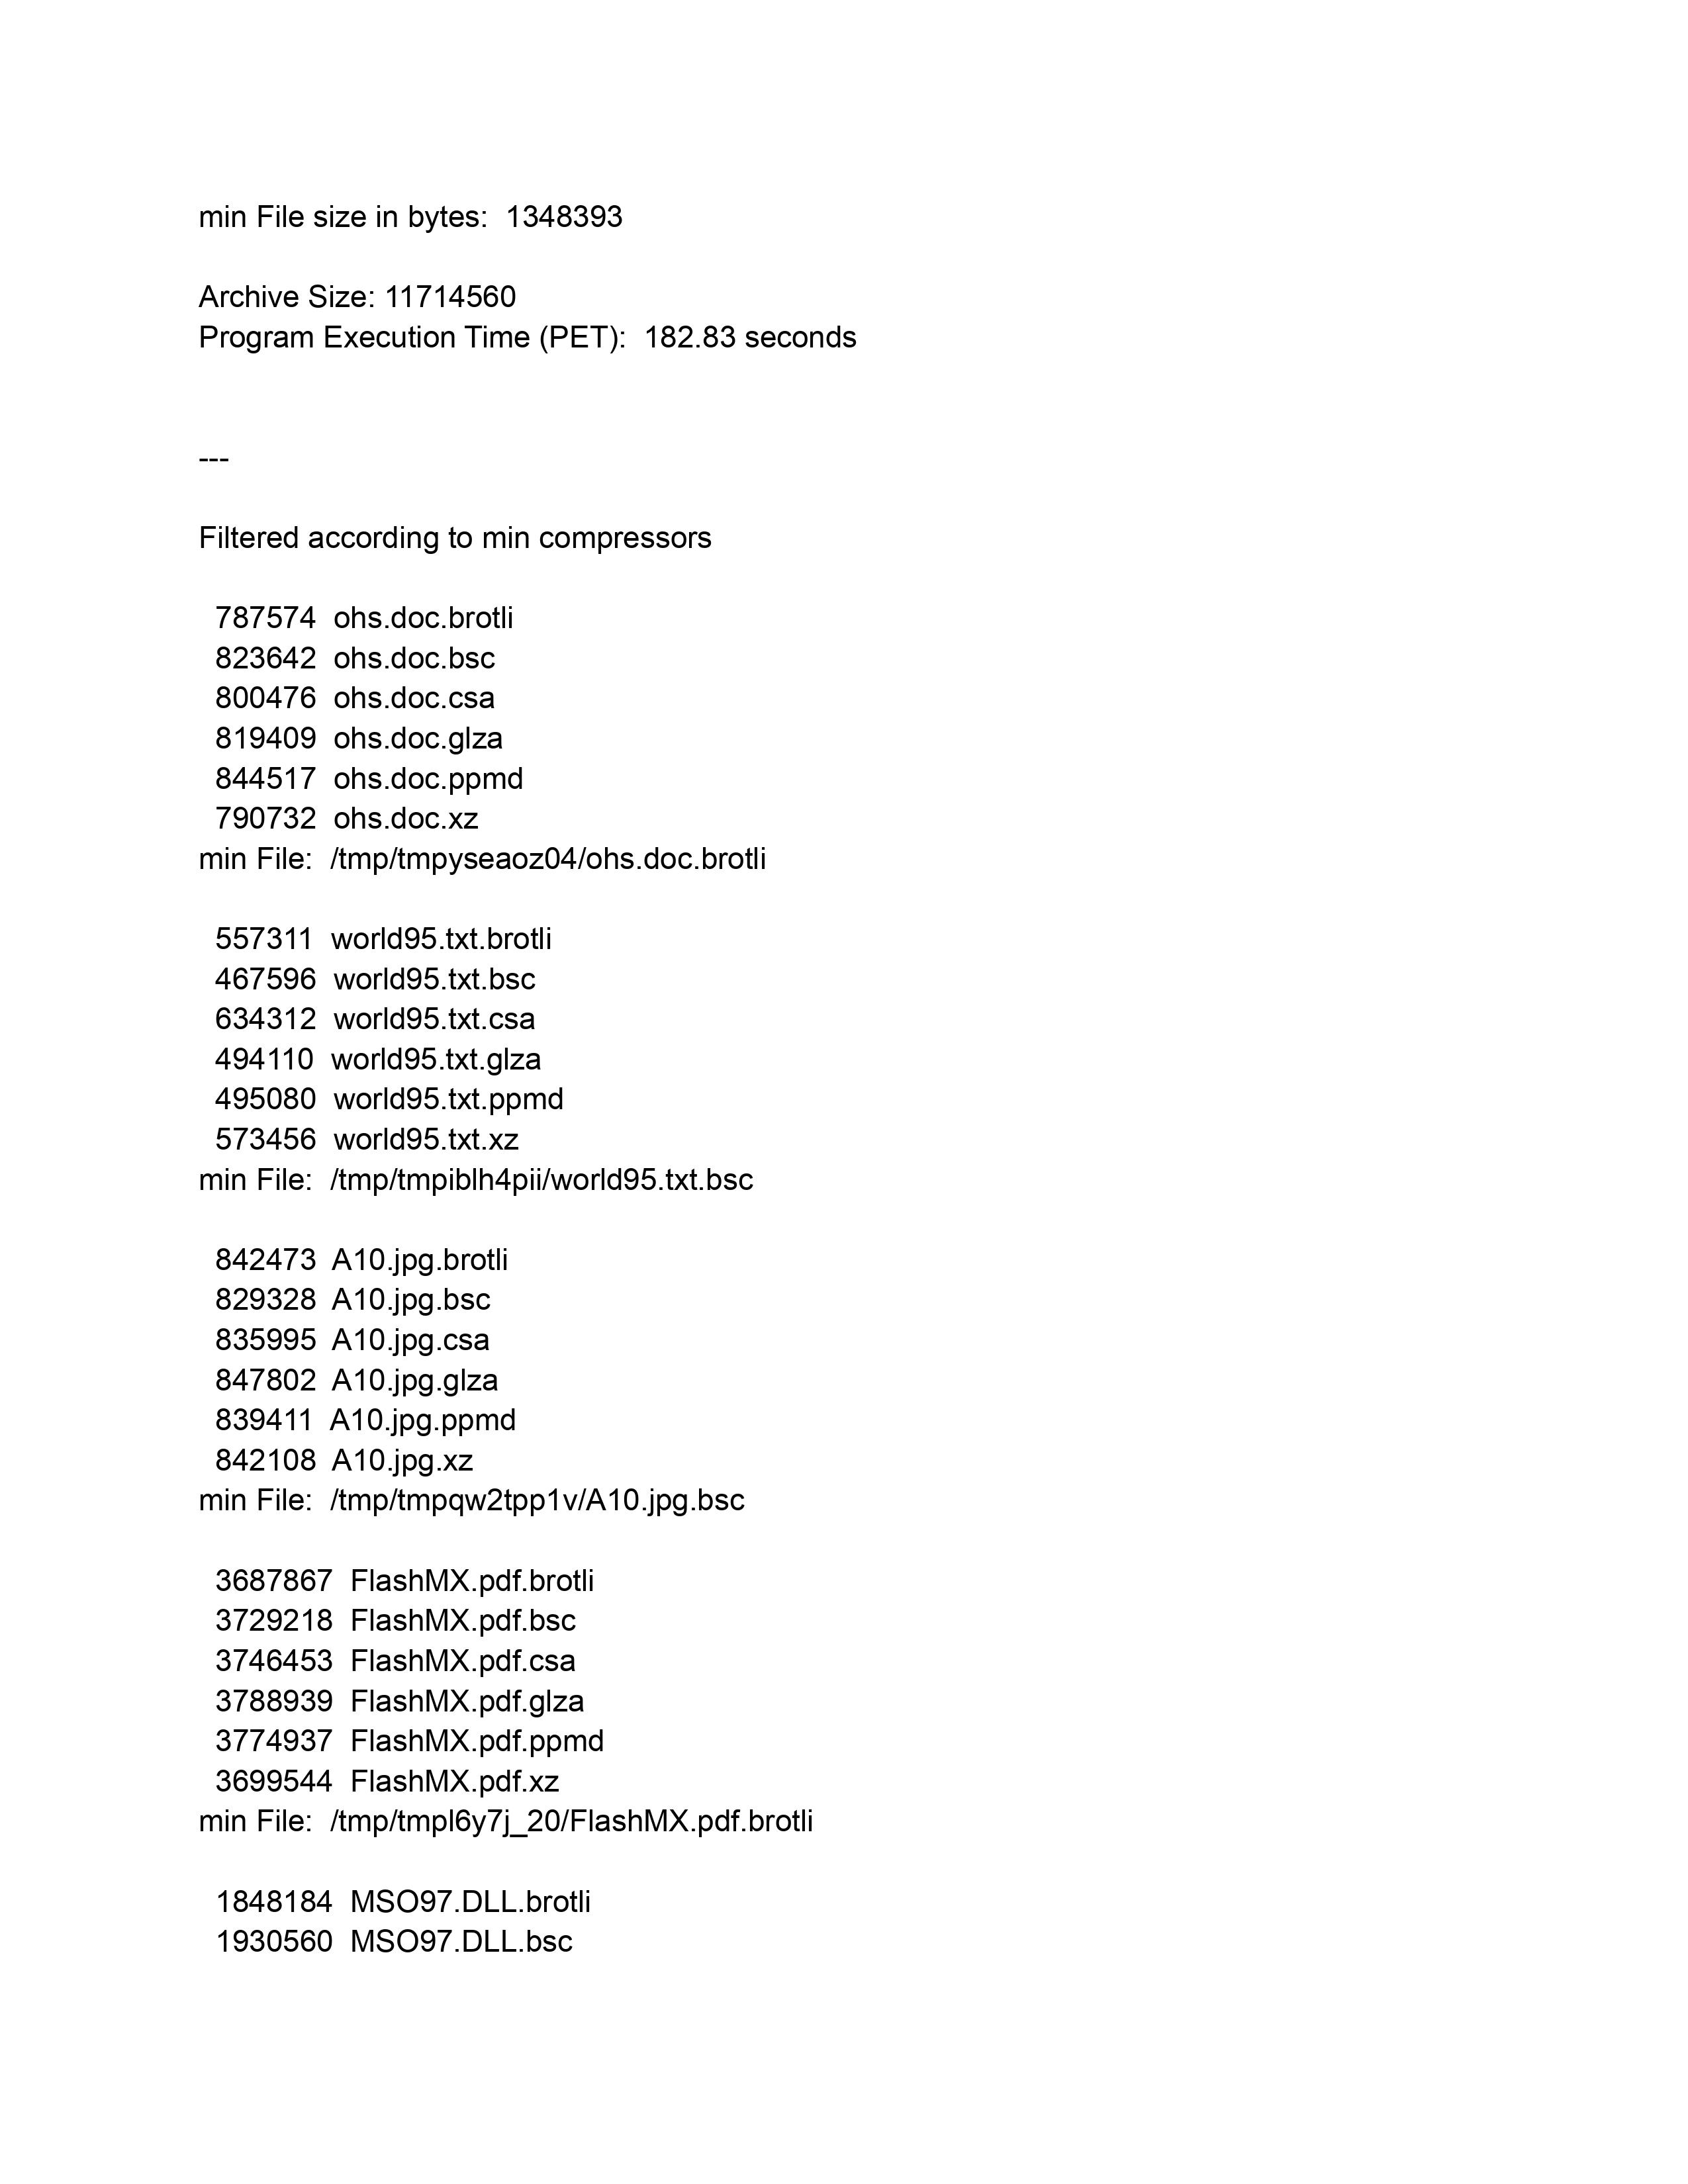 min File size in bytes:  1348393
Archive Size: 11714560
Program Execution Time (PET):  182.83 seconds
---
Filtered according to min compressors
787574  ohs.doc.brotli
823642  ohs.doc.bsc
800476  ohs.doc.csa
819409  ohs.doc.glza
844517  ohs.doc.ppmd
790732  ohs.doc.xz
min File:  /tmp/tmpyseaoz04/ohs.doc.brotli
557311  world95.txt.brotli
467596  world95.txt.bsc
634312  world95.txt.csa
494110  world95.txt.glza
495080  world95.txt.ppmd
573456  world95.txt.xz
min File:  /tmp/tmpiblh4pii/world95.txt.bsc
842473  A10.jpg.brotli
829328  A10.jpg.bsc
835995  A10.jpg.csa
847802  A10.jpg.glza
839411  A10.jpg.ppmd
842108  A10.jpg.xz
min File:  /tmp/tmpqw2tpp1v/A10.jpg.bsc
3687867  FlashMX.pdf.brotli
3729218  FlashMX.pdf.bsc
3746453  FlashMX.pdf.csa
3788939  FlashMX.pdf.glza
3774937  FlashMX.pdf.ppmd
3699544  FlashMX.pdf.xz
min File:  /tmp/tmpl6y7j_20/FlashMX.pdf.brotli
1848184  MSO97.DLL.brotli
1930560  MSO97.DLL.bsc